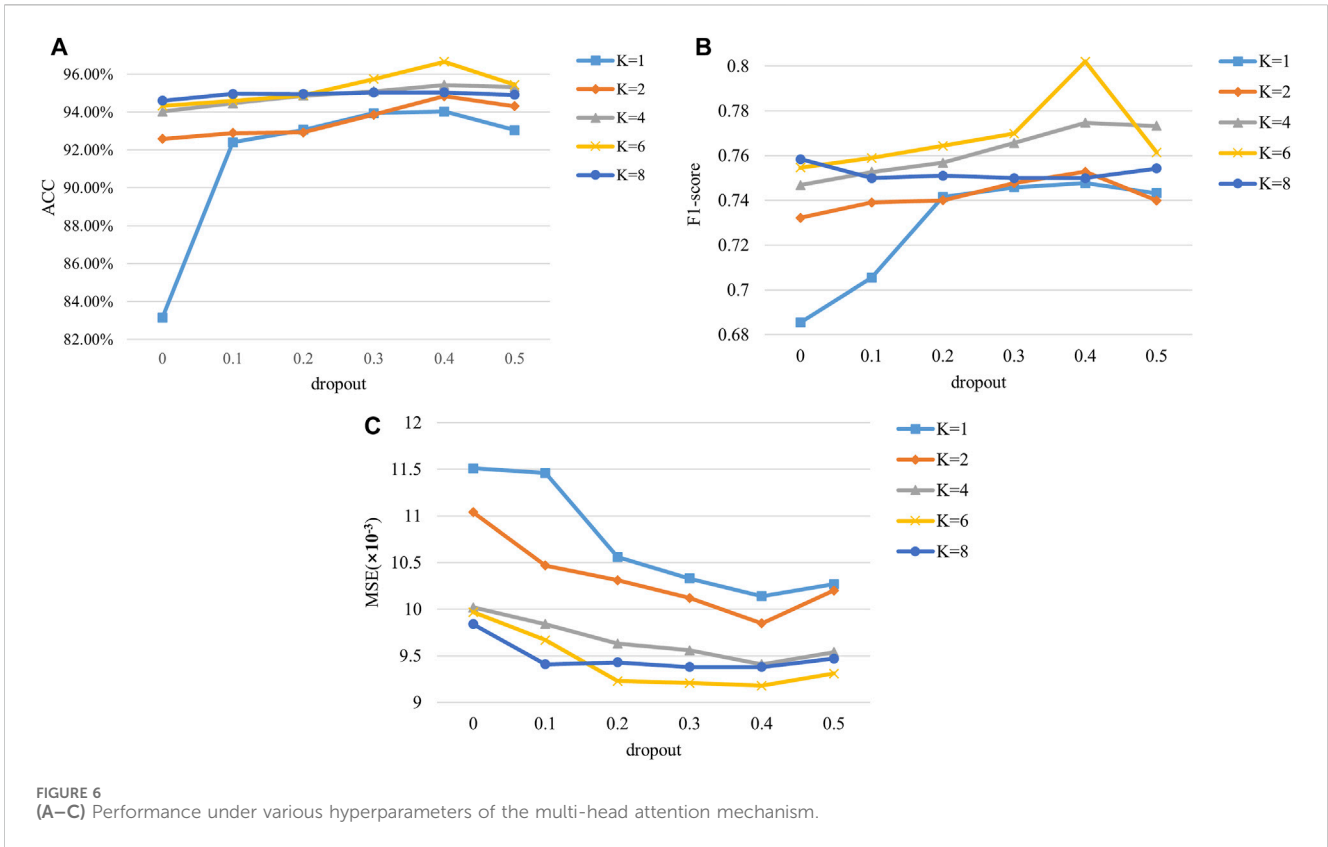 A
96.00%
94.00%
92.00%
90.00%
88.00%
86.00%
84.00%
82.00%
ACC
0 0.1 0.2 0.3 0.4 0.5
dropout
K=1
K=2
K=4
K=6
K=8
B
0.8
0.78
0.76
0.74
0.72
0.7
0.68
F1-score
0 0.1 0.2 0.3 0.4 0.5
dropout
K=1
K=2
K=4
K=6
K=8
C
12
11.5
11
10.5
10
9.5
9
MSE(×10⁻³)
0 0.1 0.2 0.3 0.4 0.5
dropout
K=1
K=2
K=4
K=6
K=8
FIGURE 6
(A–C) Performance under various hyperparameters of the multi-head attention mechanism.